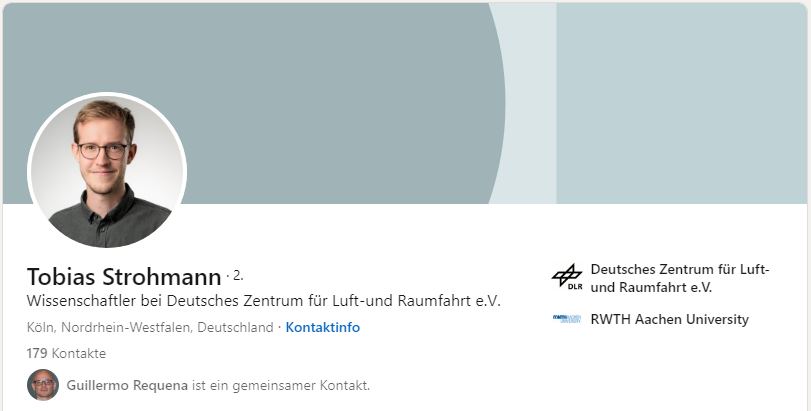 Tobias Strohmann · 2.
Wissenschaftler bei Deutsches Zentrum für Luft-und Raumfahrt e.V.
Köln, Nordrhein-Westfalen, Deutschland · Kontaktinfo
179 Kontakte
Guillermo Requena ist ein gemeinsamer Kontakt.
DLR
Deutsches Zentrum für Luft-
und Raumfahrt e.V.
RWTH Aachen University